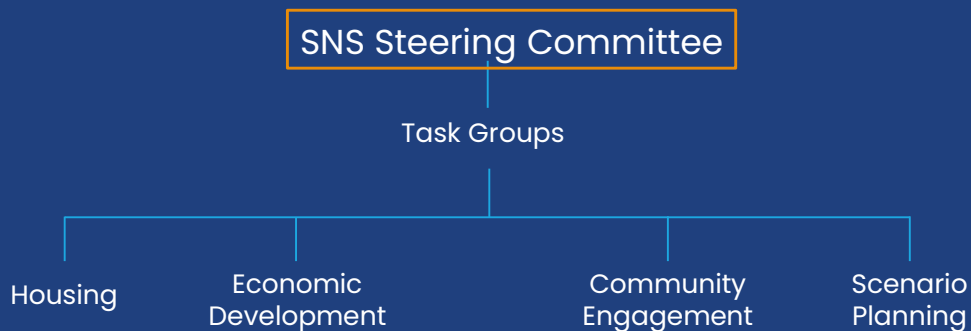 SNS Steering Committee
Task Groups
Housing
Economic
Development
Community
Engagement
Scenario
Planning